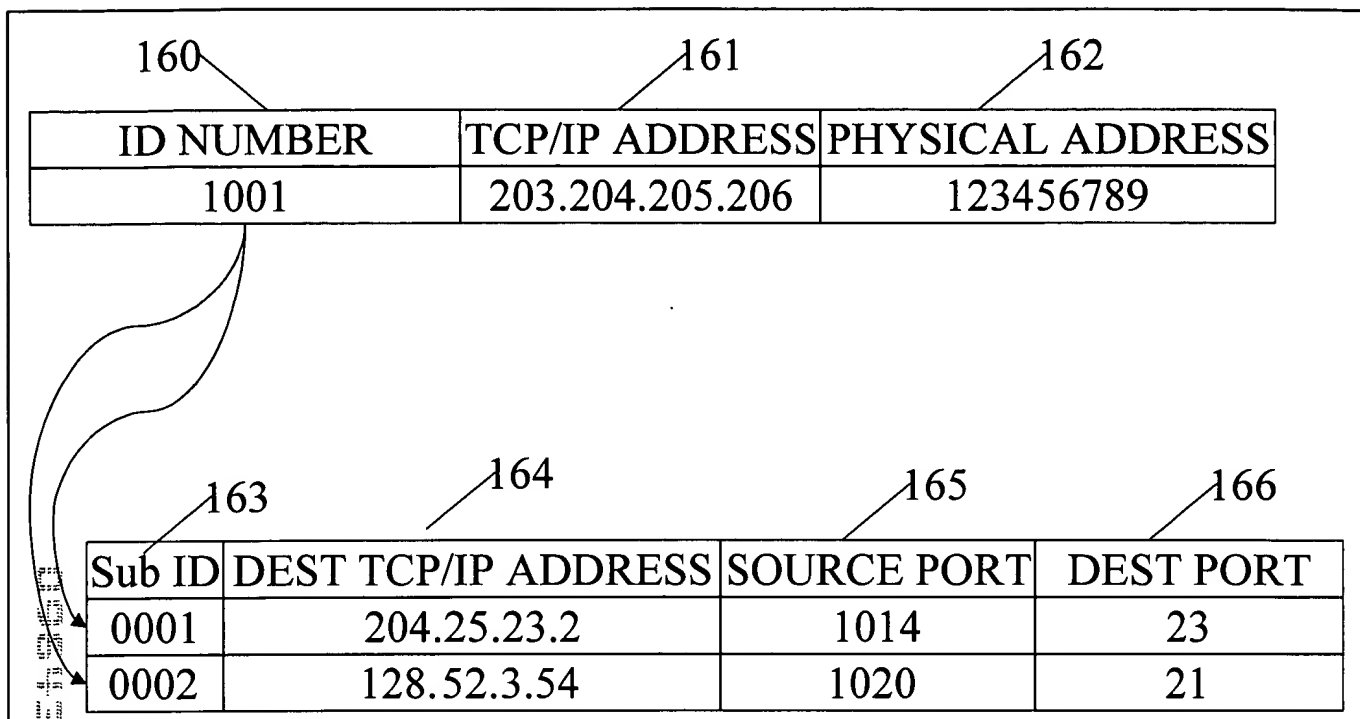 160 161 162
ID NUMBER TCP/IP ADDRESS PHYSICAL ADDRESS
1001 203.204.205.206 123456789
163 164 165 166
Sub ID DEST TCP/IP ADDRESS SOURCE PORT DEST PORT
0001 204.25.23.2 1014 23
0002 128.52.3.54 1020 21